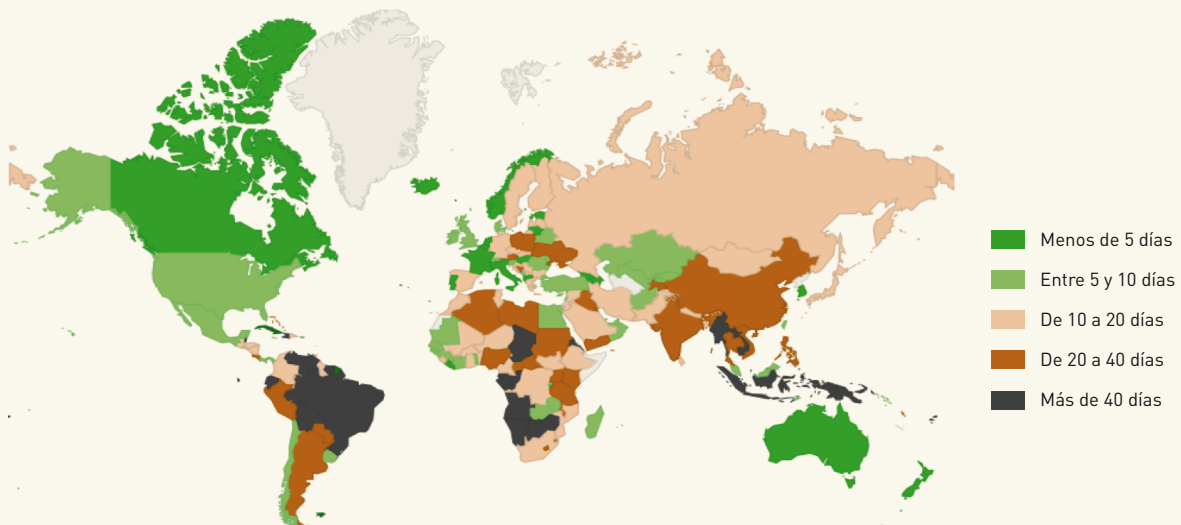 Menos de 5 días
Entre 5 y 10 días
De 10 a 20 días
De 20 a 40 días
Más de 40 días